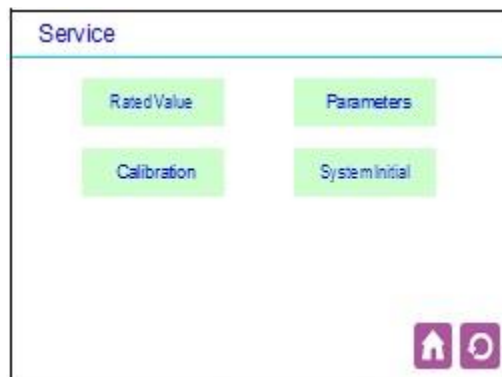 Service
Rated Value Parameters
Calibration System Initial